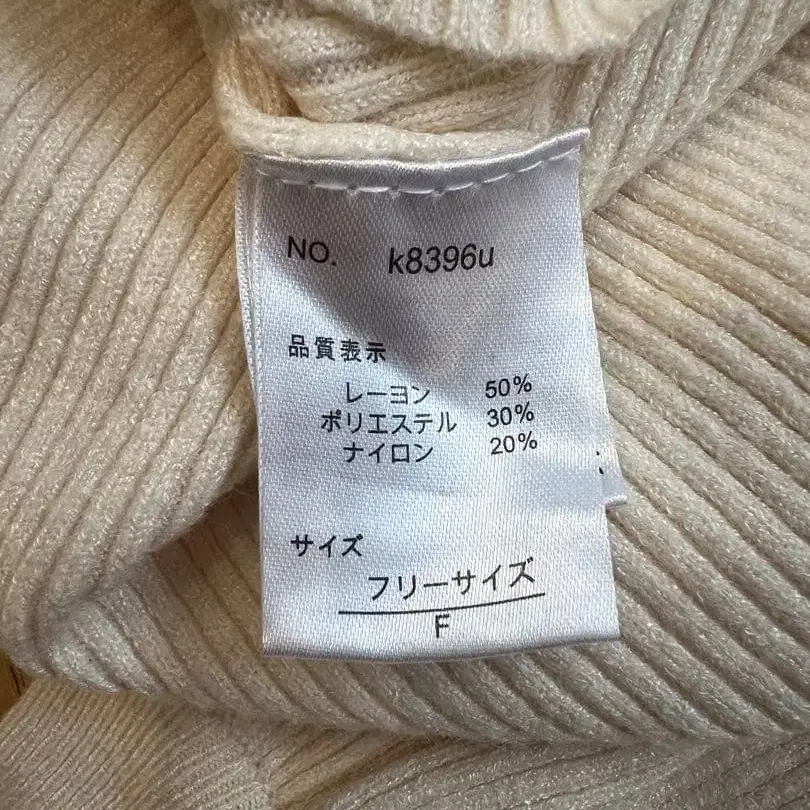 NO. k8396u
品質表示
レーヨン 50%
ポリエステル 30%
ナイロン 20%
サイズ
フリーサイズ
F